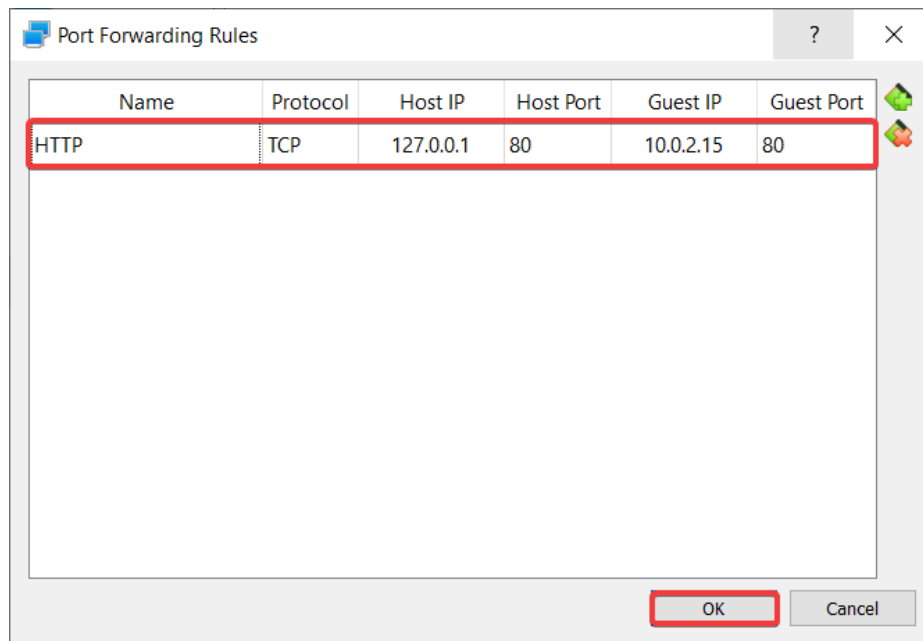 Port Forwarding Rules ?
Name Protocol Host IP Host Port Guest IP Guest Port
HTTP TCP 127.0.0.1 80 10.0.2.15 80
OK Cancel